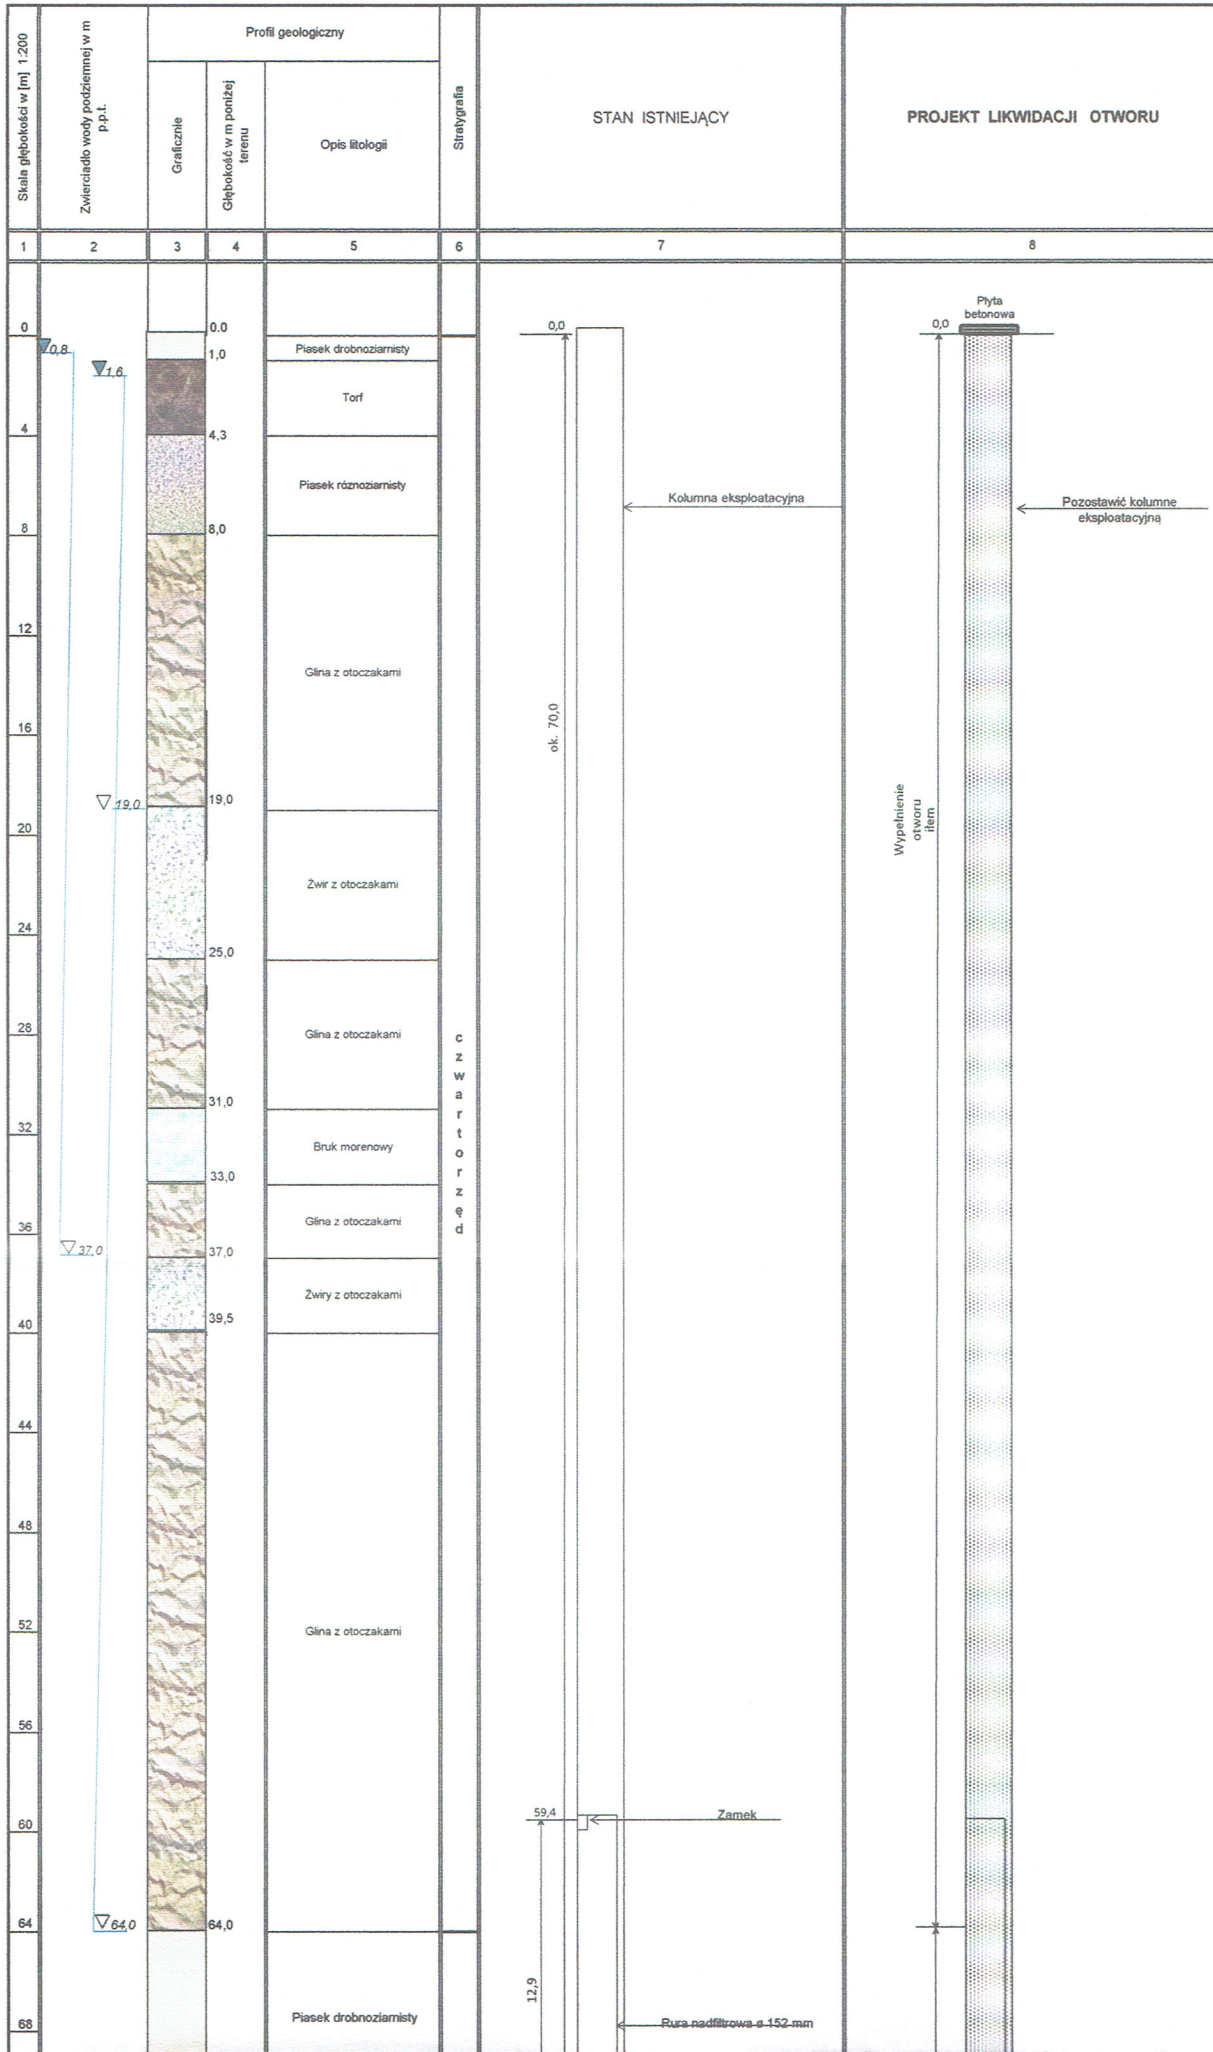 Skala głębokości w [m] 1:200
Zwierciadło wody podziemnej w m
p.p.t.
Profil geologiczny
Graficznie
Głębokość w m poniżej
terenu
Opis litologii
Stratygrafia
STAN ISTNIEJĄCY
PROJEKT LIKWIDACJI OTWORU
1
2
3
4
5
6
7
8
0
4
8
12
16
20
24
28
32
36
40
44
48
52
56
60
64
68
0,8
1,6
19,0
37,0
64,0
0.0
1,0
4,3
8,0
19,0
25,0
31,0
33,0
37,0
39,5
64,0
Piasek drobnoziarnisty
Torf
Piasek różnoziarnisty
Glina z otoczakami
Żwir z otoczakami
Glina z otoczakami
Bruk morenowy
Glina z otoczakami
Żwiry z otoczakami
Glina z otoczakami
Piasek drobnoziarnisty
czwartorzęd
0,0
Kolumna eksploatacyjna
ok. 70,0
59,4
Zamek
12,9
Rura nadfiltrowa ø 152 mm
Płyta
betonowa
0,0
Pozostawić kolumnę
eksploatacyjną
Wypełnienie
otworu
iłem